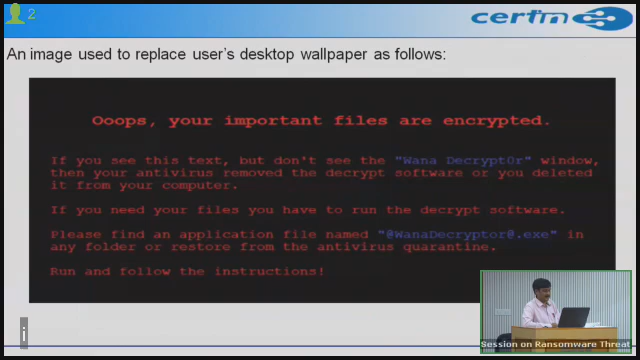 2
certin
An image used to replace user's desktop wallpaper as follows:
Ooops, your important files are encrypted.
If you see this text, but don't see the "Wana Decrypt0r" window,
then your antivirus removed the decrypt software or you deleted
it from your computer.
If you need your files you have to run the decrypt software.
Please find an application file named "@WanaDecryptor@.exe" in
any folder or restore from the antivirus quarantine.
Run and follow the instructions!
i
Session on Ransomware Threat